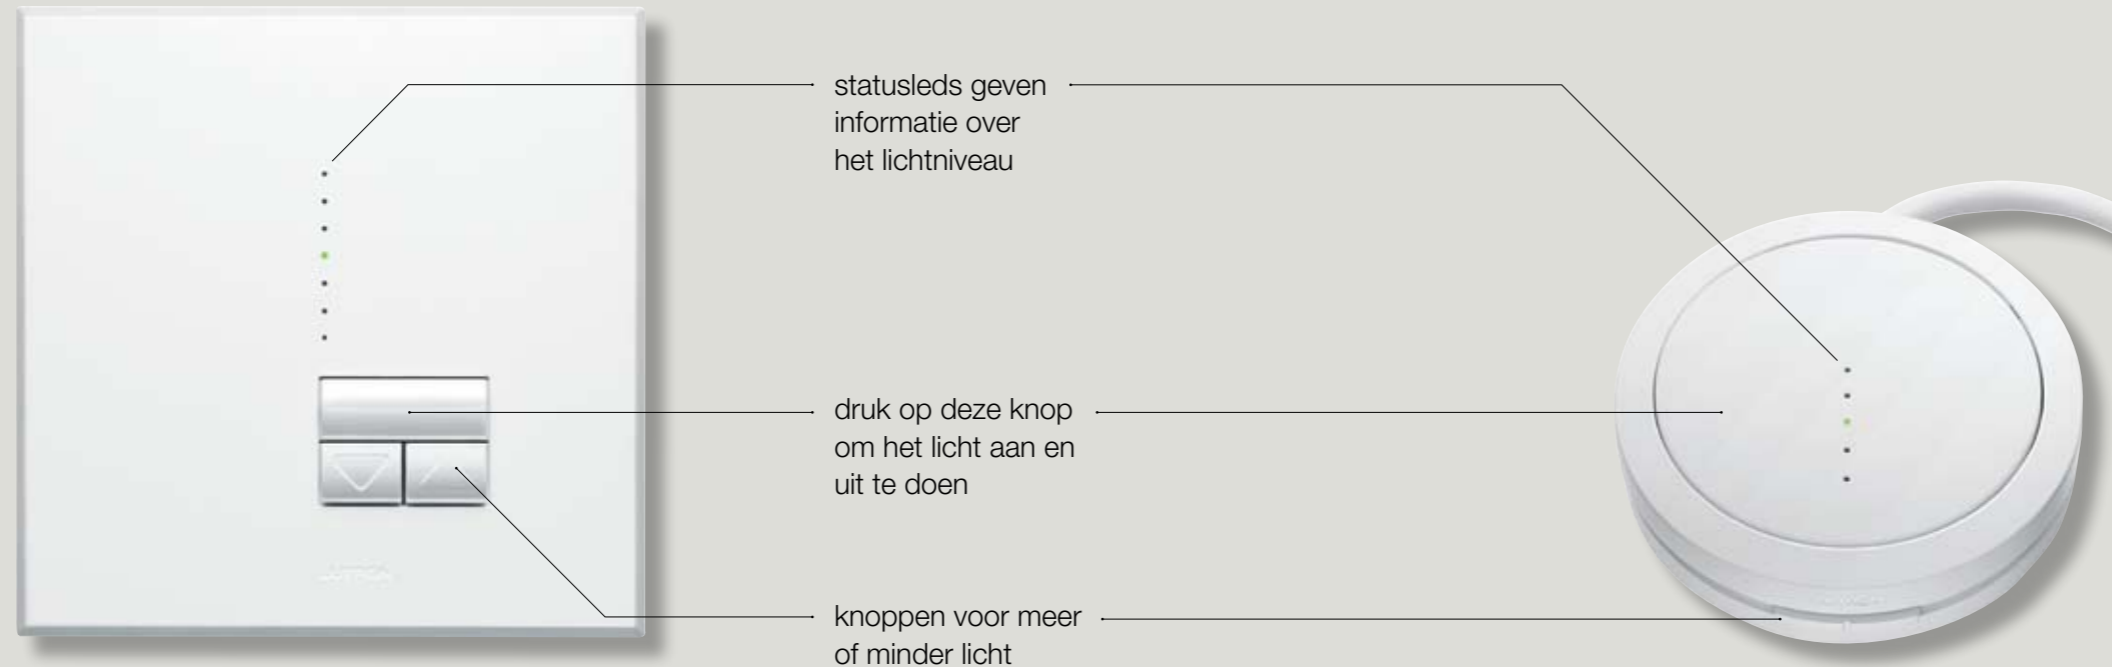 statusleds geven
informatie over
het lichtniveau
druk op deze knop
om het licht aan en
uit te doen
knoppen voor meer
of minder licht